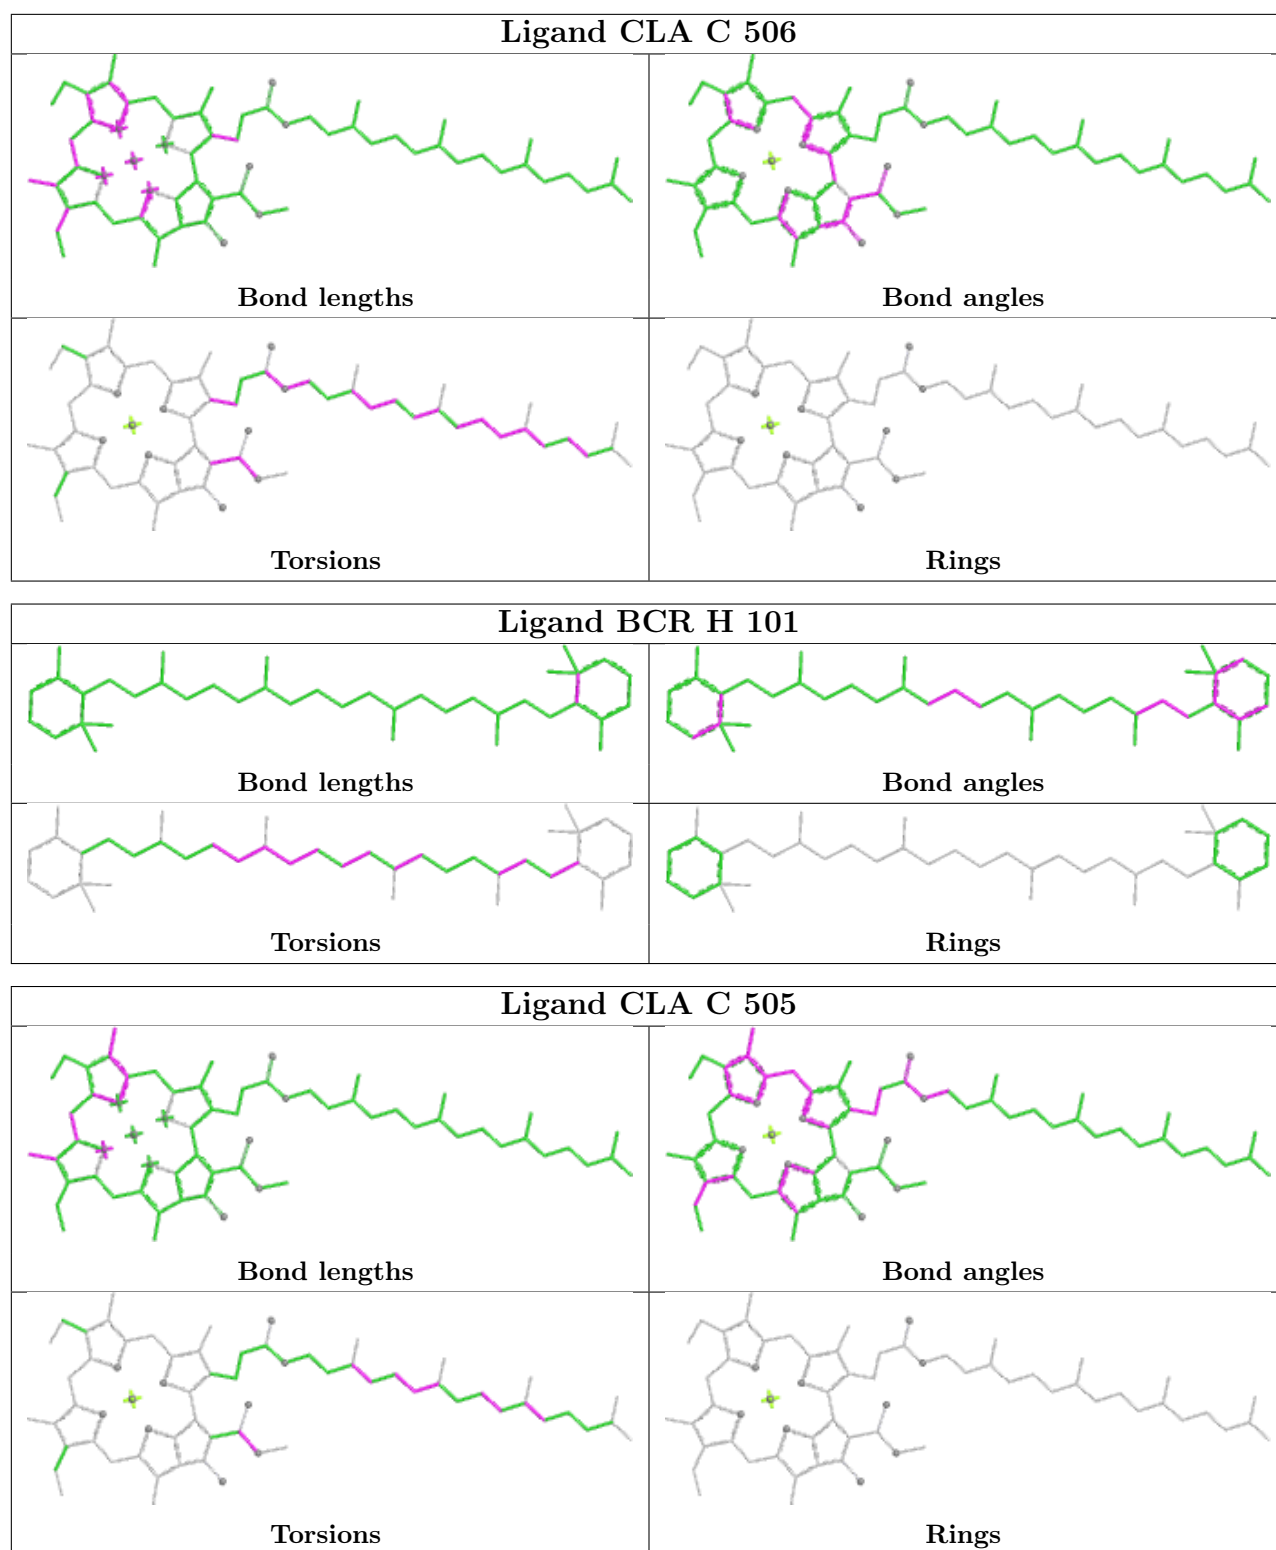 Ligand CLA C 506
Bond lengths
Bond angles
Torsions
Rings
Ligand BCR H 101
Bond lengths
Bond angles
Torsions
Rings
Ligand CLA C 505
Bond lengths
Bond angles
Torsions
Rings